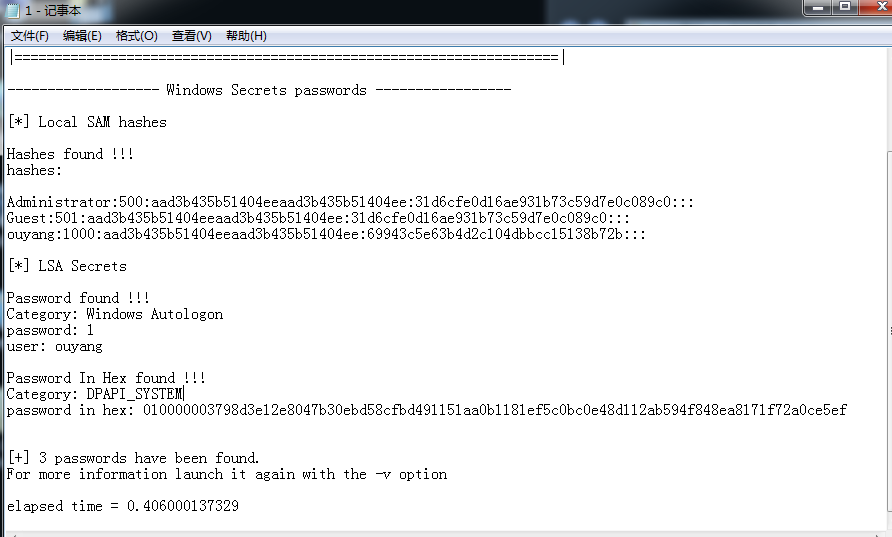 1 - 记事本
文件(F) 编辑(E) 格式(O) 查看(V) 帮助(H)
|====================================================================|
------------------- Windows Secrets passwords -----------------
[*] Local SAM hashes
Hashes found !!!
hashes:
Administrator:500:aad3b435b51404eeaad3b435b51404ee:31d6cfe0d16ae931b73c59d7e0c089c0:::
Guest:501:aad3b435b51404eeaad3b435b51404ee:31d6cfe0d16ae931b73c59d7e0c089c0:::
ouyang:1000:aad3b435b51404eeaad3b435b51404ee:69943c5e63b4d2c104dbbcc15138b72b:::
[*] LSA Secrets
Password found !!!
Category: Windows Autologon
password: 1
user: ouyang
Password In Hex found !!!
Category: DPAPI_SYSTEM
password in hex: 010000003798d3e12e8047b30ebd58cfbd491151aa0b1181ef5c0bc0e48d112ab594f848ea8171f72a0ce5ef
[+] 3 passwords have been found.
For more information launch it again with the -v option
elapsed time = 0.406000137329